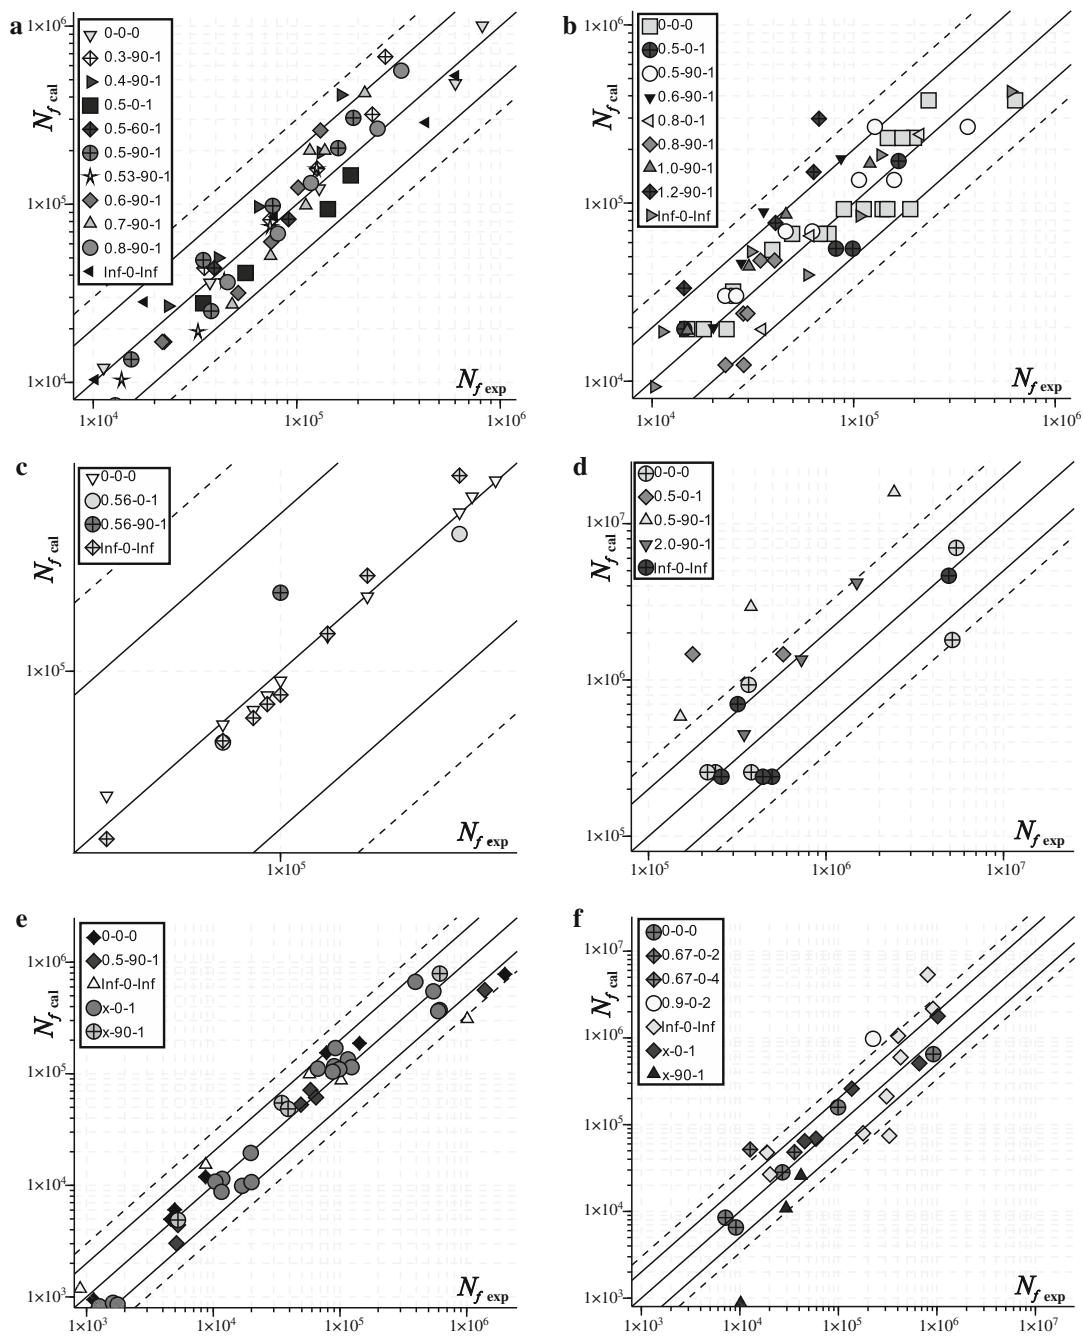 a
N_f cal
1×10⁶
1×10⁵
1×10⁴
0-0-0
0.3-90-1
0.4-90-1
0.5-0-1
0.5-60-1
0.5-90-1
0.53-90-1
0.6-90-1
0.7-90-1
0.8-90-1
Inf-0-Inf
N_f exp
1×10⁴ 1×10⁵ 1×10⁶
b
N_f cal
1×10⁶
1×10⁵
1×10⁴
0-0-0
0.5-0-1
0.5-90-1
0.6-90-1
0.8-0-1
0.8-90-1
1.0-90-1
1.2-90-1
Inf-0-Inf
N_f exp
1×10⁴ 1×10⁵ 1×10⁶
c
N_f cal
1×10⁵
0-0-0
0.56-0-1
0.56-90-1
Inf-0-Inf
N_f exp
1×10⁵
d
N_f cal
1×10⁷
1×10⁶
1×10⁵
0-0-0
0.5-0-1
0.5-90-1
2.0-90-1
Inf-0-Inf
N_f exp
1×10⁵ 1×10⁶ 1×10⁷
e
N_f cal
1×10⁶
1×10⁵
1×10⁴
1×10³
0-0-0
0.5-90-1
Inf-0-Inf
x-0-1
x-90-1
N_f exp
1×10³ 1×10⁴ 1×10⁵ 1×10⁶
f
N_f cal
1×10⁷
1×10⁶
1×10⁵
1×10⁴
1×10³
0-0-0
0.67-0-2
0.67-0-4
0.9-0-2
Inf-0-Inf
x-0-1
x-90-1
N_f exp
1×10³ 1×10⁴ 1×10⁵ 1×10⁶ 1×10⁷